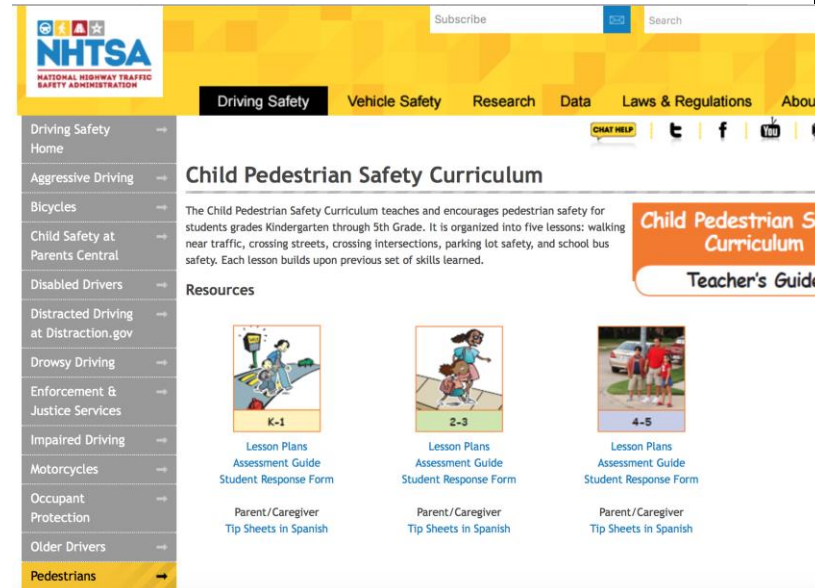 Subscribe
Search
NHTSA
NATIONAL HIGHWAY TRAFFIC
SAFETY ADMINISTRATION
Driving Safety
Vehicle Safety
Research
Data
Laws & Regulations
Abou
CHAT HELP
You
Driving Safety
Home
Aggressive Driving
Bicycles
Child Safety at
Parents Central
Disabled Drivers
Distracted Driving
at Distraction.gov
Drowsy Driving
Enforcement &
Justice Services
Impaired Driving
Motorcycles
Occupant
Protection
Older Drivers
Pedestrians
Child Pedestrian Safety Curriculum
The Child Pedestrian Safety Curriculum teaches and encourages pedestrian safety for
students grades Kindergarten through 5th Grade. It is organized into five lessons: walking
near traffic, crossing streets, crossing intersections, parking lot safety, and school bus
safety. Each lesson builds upon previous set of skills learned.
Child Pedestrian S
Curriculum
Teacher's Guide
Resources
K-1
Lesson Plans
Assessment Guide
Student Response Form
Parent/Caregiver
Tip Sheets in Spanish
2-3
Lesson Plans
Assessment Guide
Student Response Form
Parent/Caregiver
Tip Sheets in Spanish
4-5
Lesson Plans
Assessment Guide
Student Response Form
Parent/Caregiver
Tip Sheets in Spanish